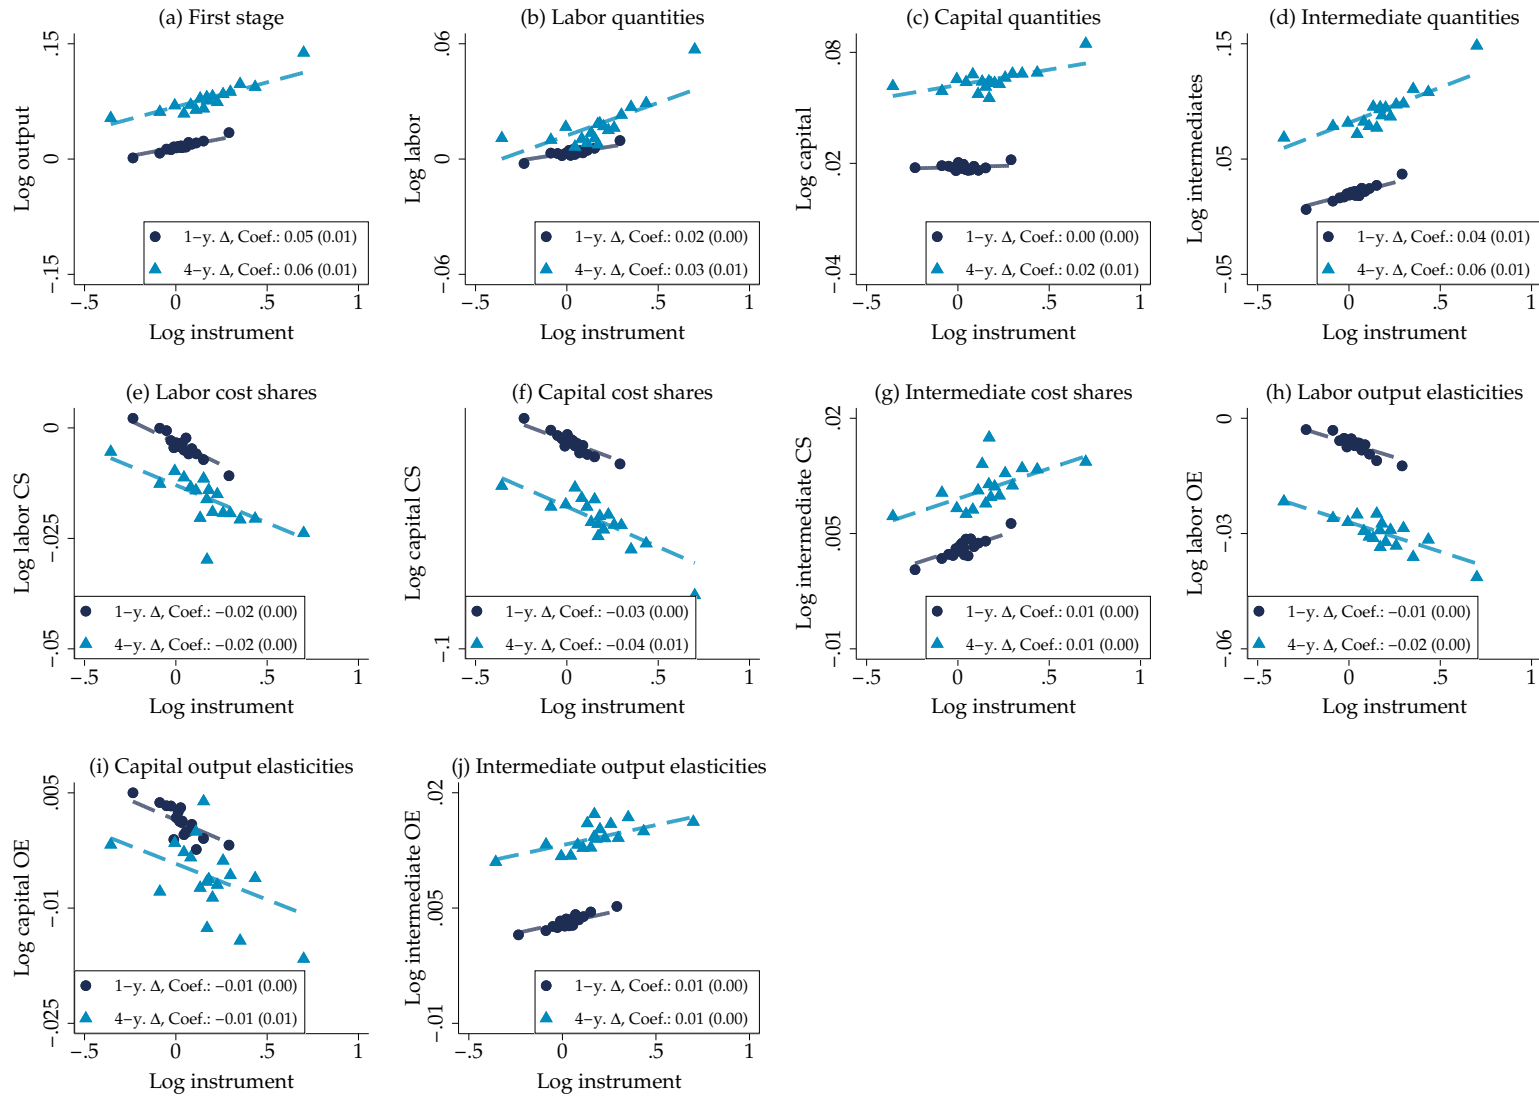 (a) First stage
Log output
.15
0
-.15
1−y. Δ, Coef.: 0.05 (0.01)
4−y. Δ, Coef.: 0.06 (0.01)
−.5 0 .5 1
Log instrument
(b) Labor quantities
Log labor
.06
0
-.06
1−y. Δ, Coef.: 0.02 (0.00)
4−y. Δ, Coef.: 0.03 (0.01)
−.5 0 .5 1
Log instrument
(c) Capital quantities
Log capital
.08
.02
-.04
1−y. Δ, Coef.: 0.00 (0.00)
4−y. Δ, Coef.: 0.02 (0.01)
−.5 0 .5 1
Log instrument
(d) Intermediate quantities
Log intermediates
.15
.05
-.05
1−y. Δ, Coef.: 0.04 (0.01)
4−y. Δ, Coef.: 0.06 (0.01)
−.5 0 .5 1
Log instrument
(e) Labor cost shares
Log labor CS
0
-.025
-.05
1−y. Δ, Coef.: −0.02 (0.00)
4−y. Δ, Coef.: −0.02 (0.00)
−.5 0 .5 1
Log instrument
(f) Capital cost shares
Log capital CS
-.1
1−y. Δ, Coef.: −0.03 (0.00)
4−y. Δ, Coef.: −0.04 (0.01)
−.5 0 .5 1
Log instrument
(g) Intermediate cost shares
Log intermediate CS
.02
.005
-.01
1−y. Δ, Coef.: 0.01 (0.00)
4−y. Δ, Coef.: 0.01 (0.00)
−.5 0 .5 1
Log instrument
(h) Labor output elasticities
Log labor OE
0
-.03
-.06
1−y. Δ, Coef.: −0.01 (0.00)
4−y. Δ, Coef.: −0.02 (0.00)
−.5 0 .5 1
Log instrument
(i) Capital output elasticities
Log capital OE
.005
-.01
-.025
1−y. Δ, Coef.: −0.01 (0.00)
4−y. Δ, Coef.: −0.01 (0.01)
−.5 0 .5 1
Log instrument
(j) Intermediate output elasticities
Log intermediate OE
.02
.005
-.01
1−y. Δ, Coef.: 0.01 (0.00)
4−y. Δ, Coef.: 0.01 (0.00)
−.5 0 .5 1
Log instrument